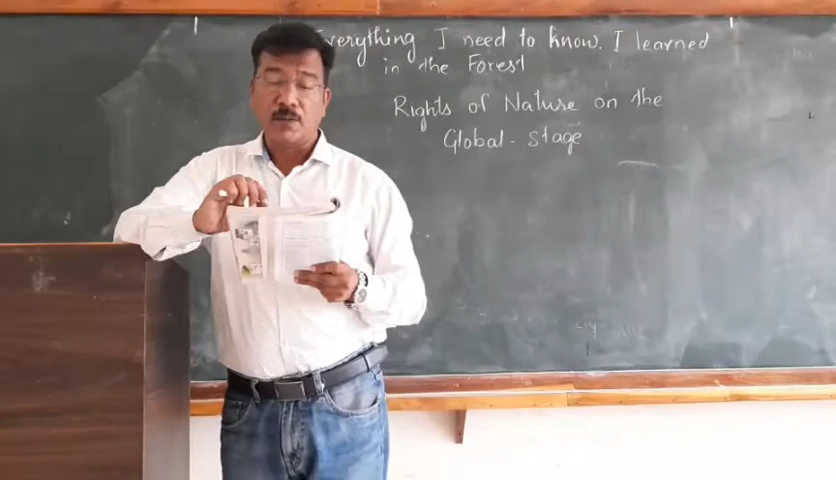 Everything I need to know. I learned
in the Forest
Rights of Nature on the
Global - stage